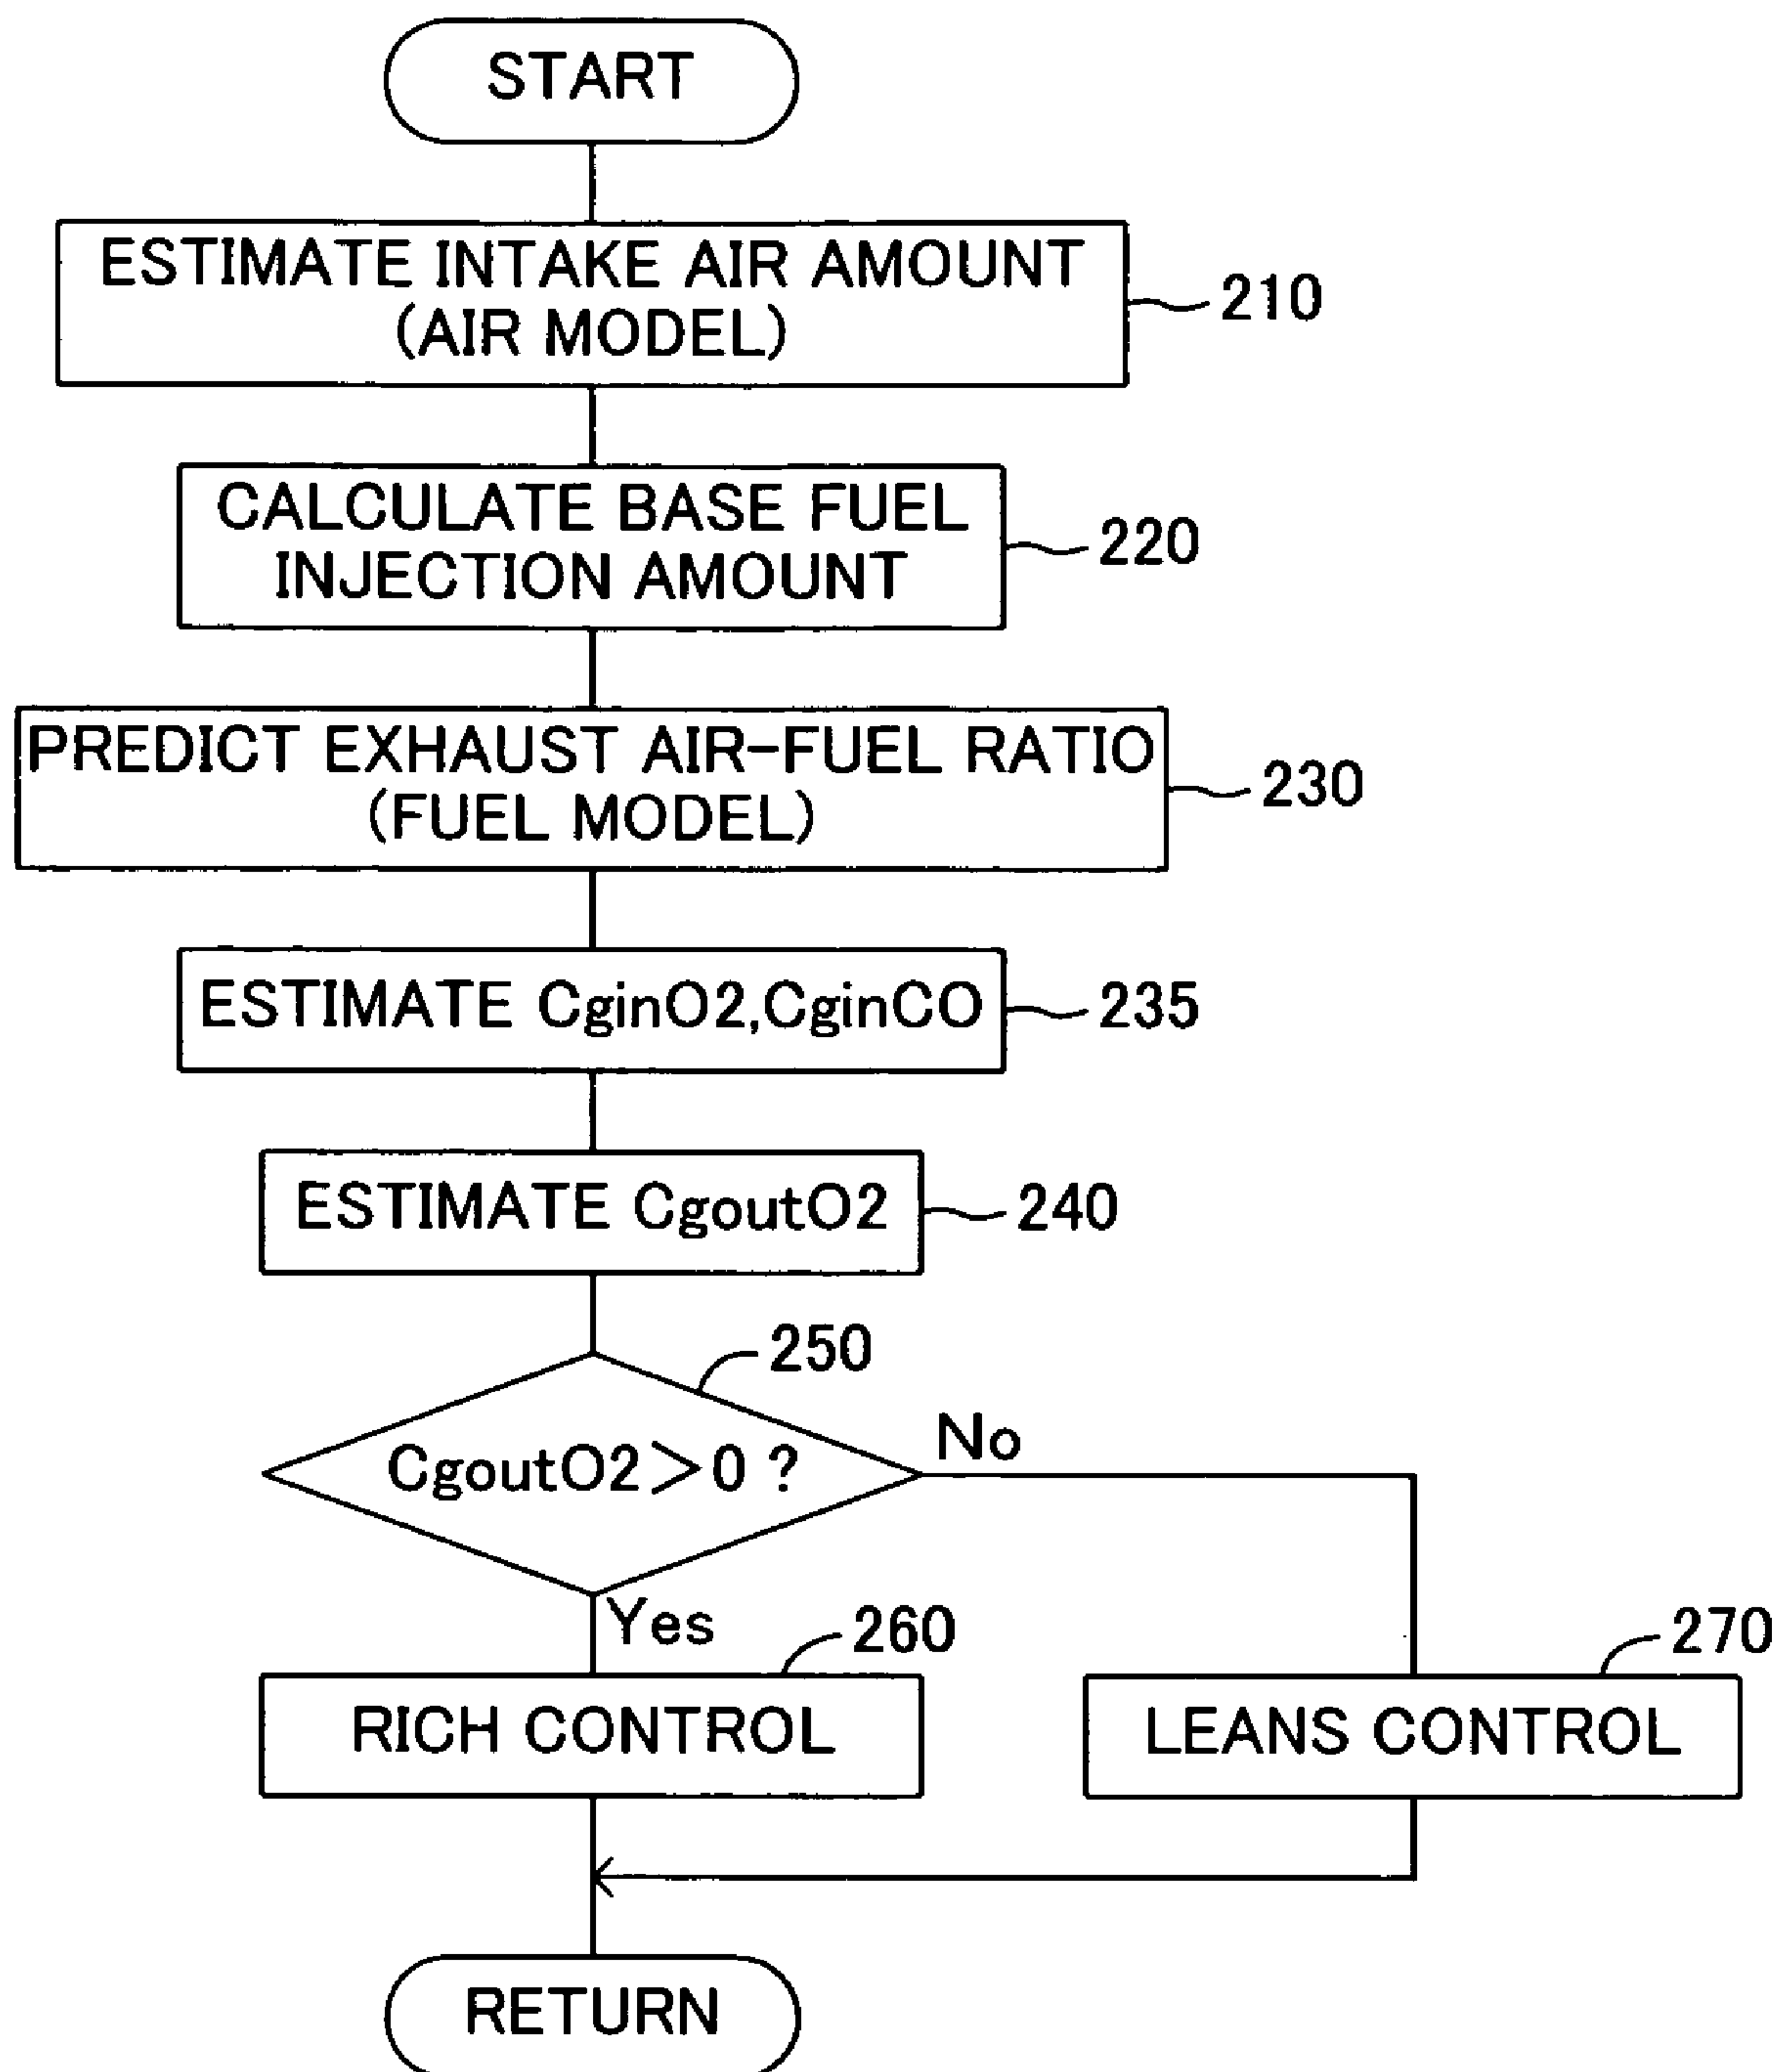 START
ESTIMATE INTAKE AIR AMOUNT
(AIR MODEL)
210
CALCULATE BASE FUEL
INJECTION AMOUNT
220
PREDICT EXHAUST AIR-FUEL RATIO
(FUEL MODEL)
230
ESTIMATE CginO2,CginCO
235
ESTIMATE CgoutO2
240
250
CgoutO2>0 ?
No
Yes
260
270
RICH CONTROL
LEANS CONTROL
RETURN